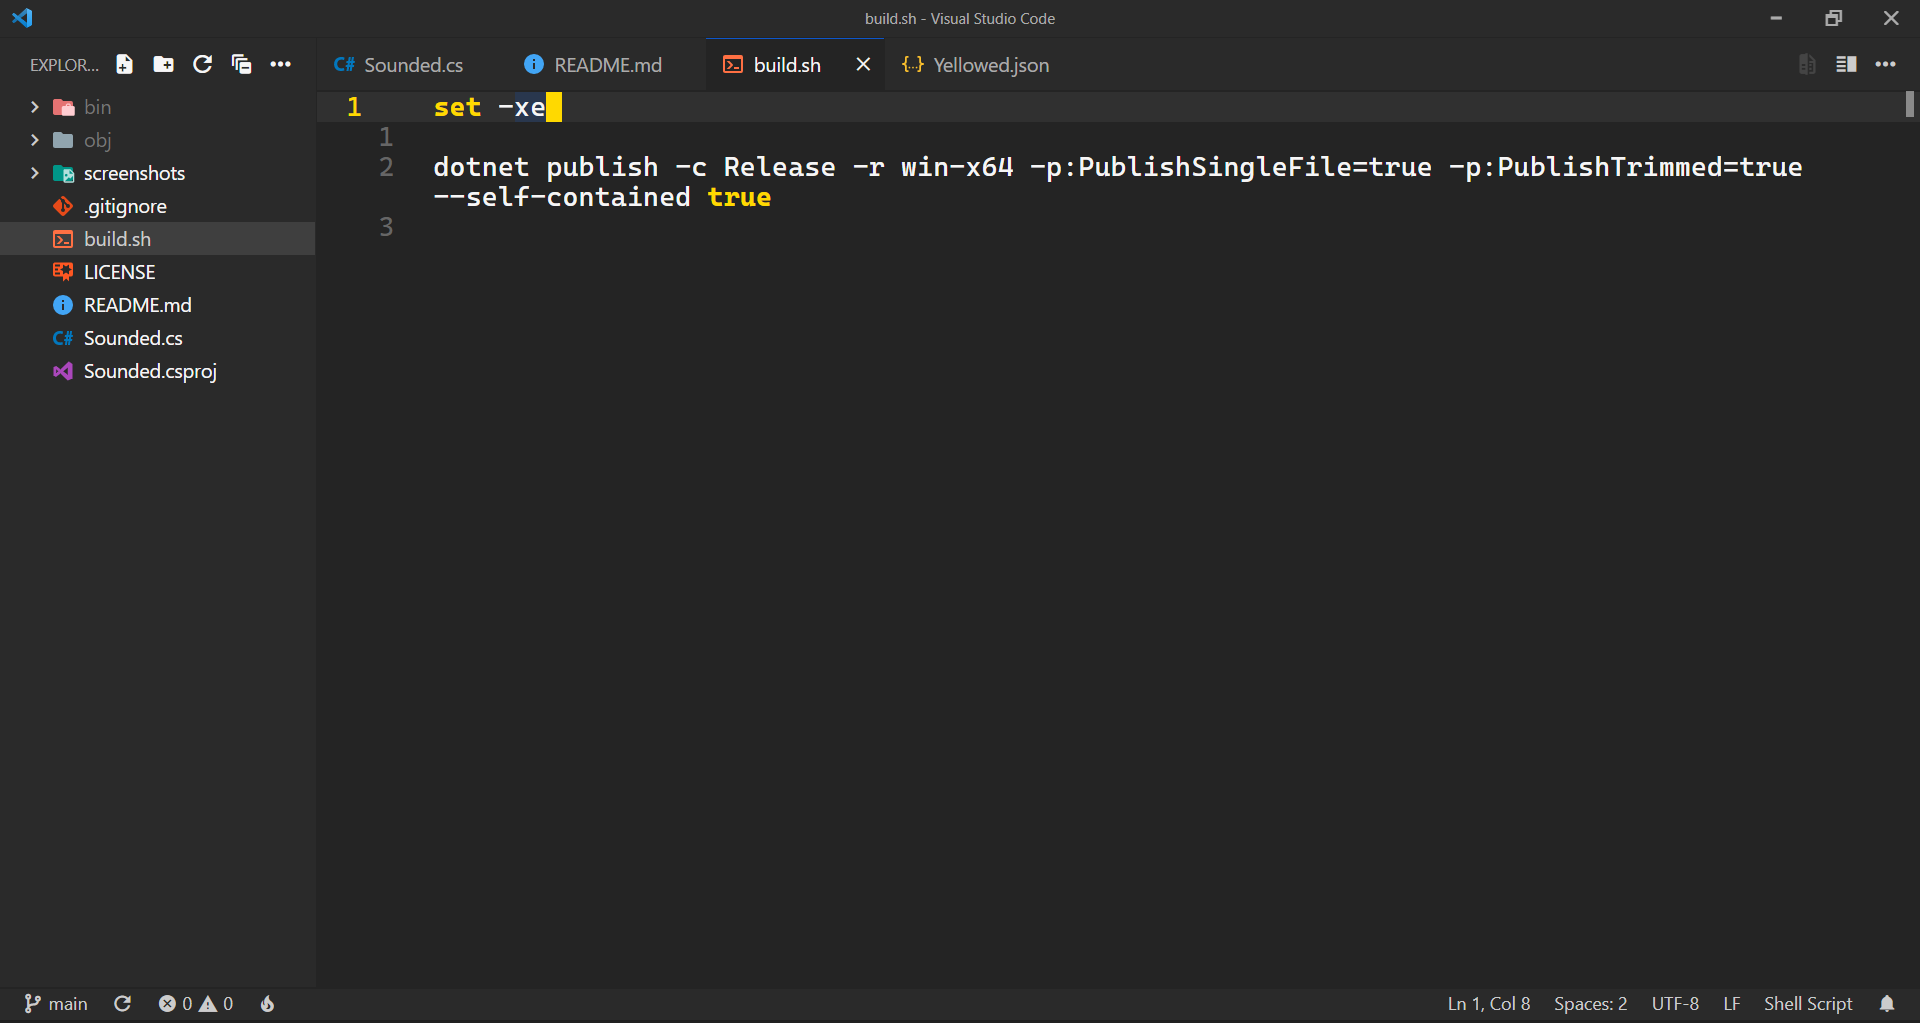 build.sh - Visual Studio Code
EXPLOR...
C# Sounded.cs
README.md
build.sh
{..} Yellowed.json
bin
obj
screenshots
.gitignore
build.sh
LICENSE
README.md
C# Sounded.cs
Sounded.csproj
1 set -xe
1
2 dotnet publish -c Release -r win-x64 -p:PublishSingleFile=true -p:PublishTrimmed=true
--self-contained true
3
main 0 0
Ln 1, Col 8 Spaces: 2 UTF-8 LF Shell Script